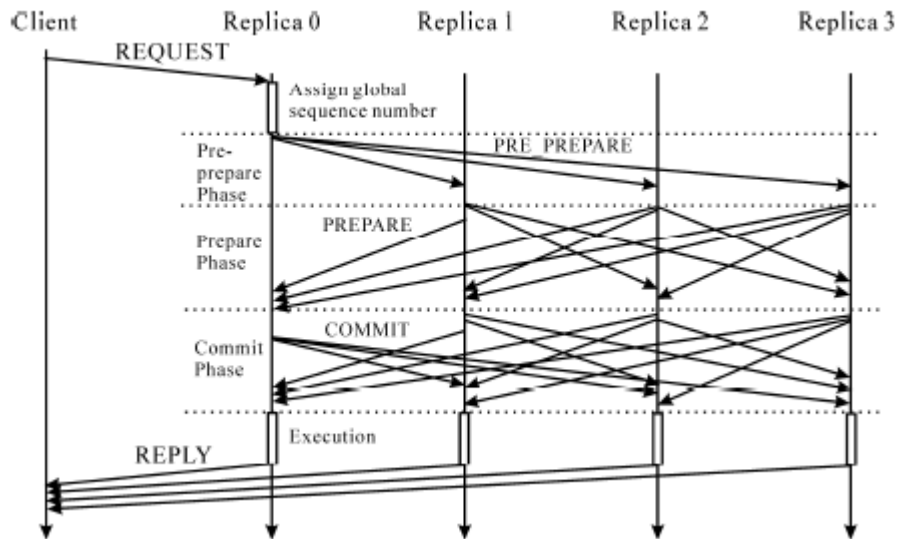 Client Replica 0 Replica 1 Replica 2 Replica 3
REQUEST
Assign global
sequence number
PRE_PREPARE
Pre-
prepare
Phase
PREPARE
Prepare
Phase
COMMIT
Commit
Phase
Execution
REPLY